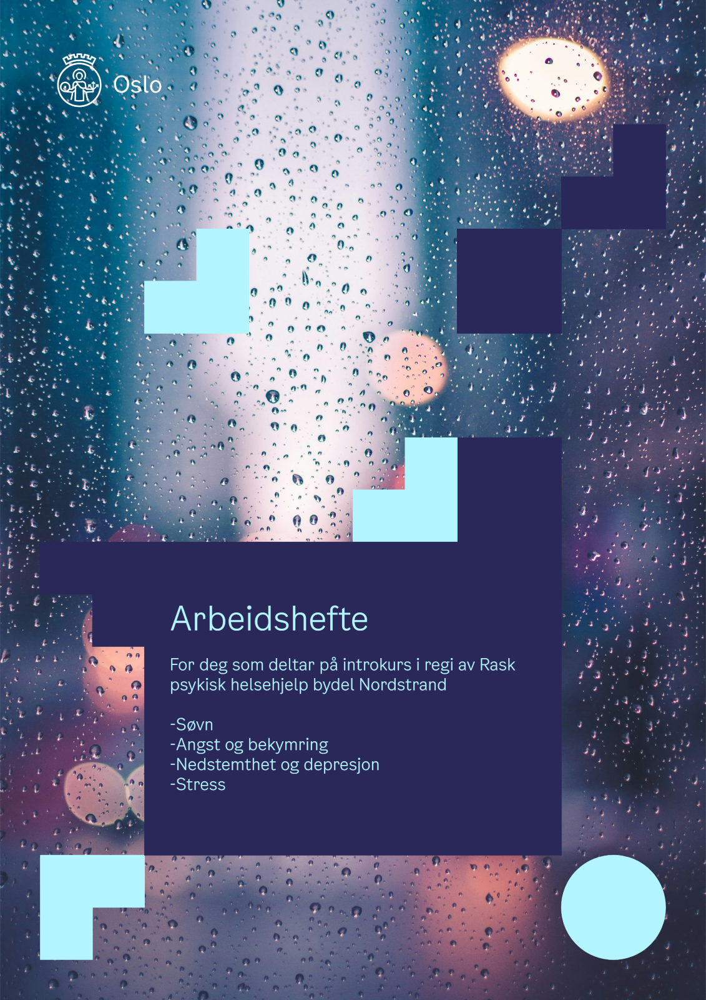 Oslo
Arbeidshefte
For deg som deltar på introkurs i regi av Rask
psykisk helsehjelp bydel Nordstrand
-Søvn
-Angst og bekymring
-Nedstemthet og depresjon
-Stress